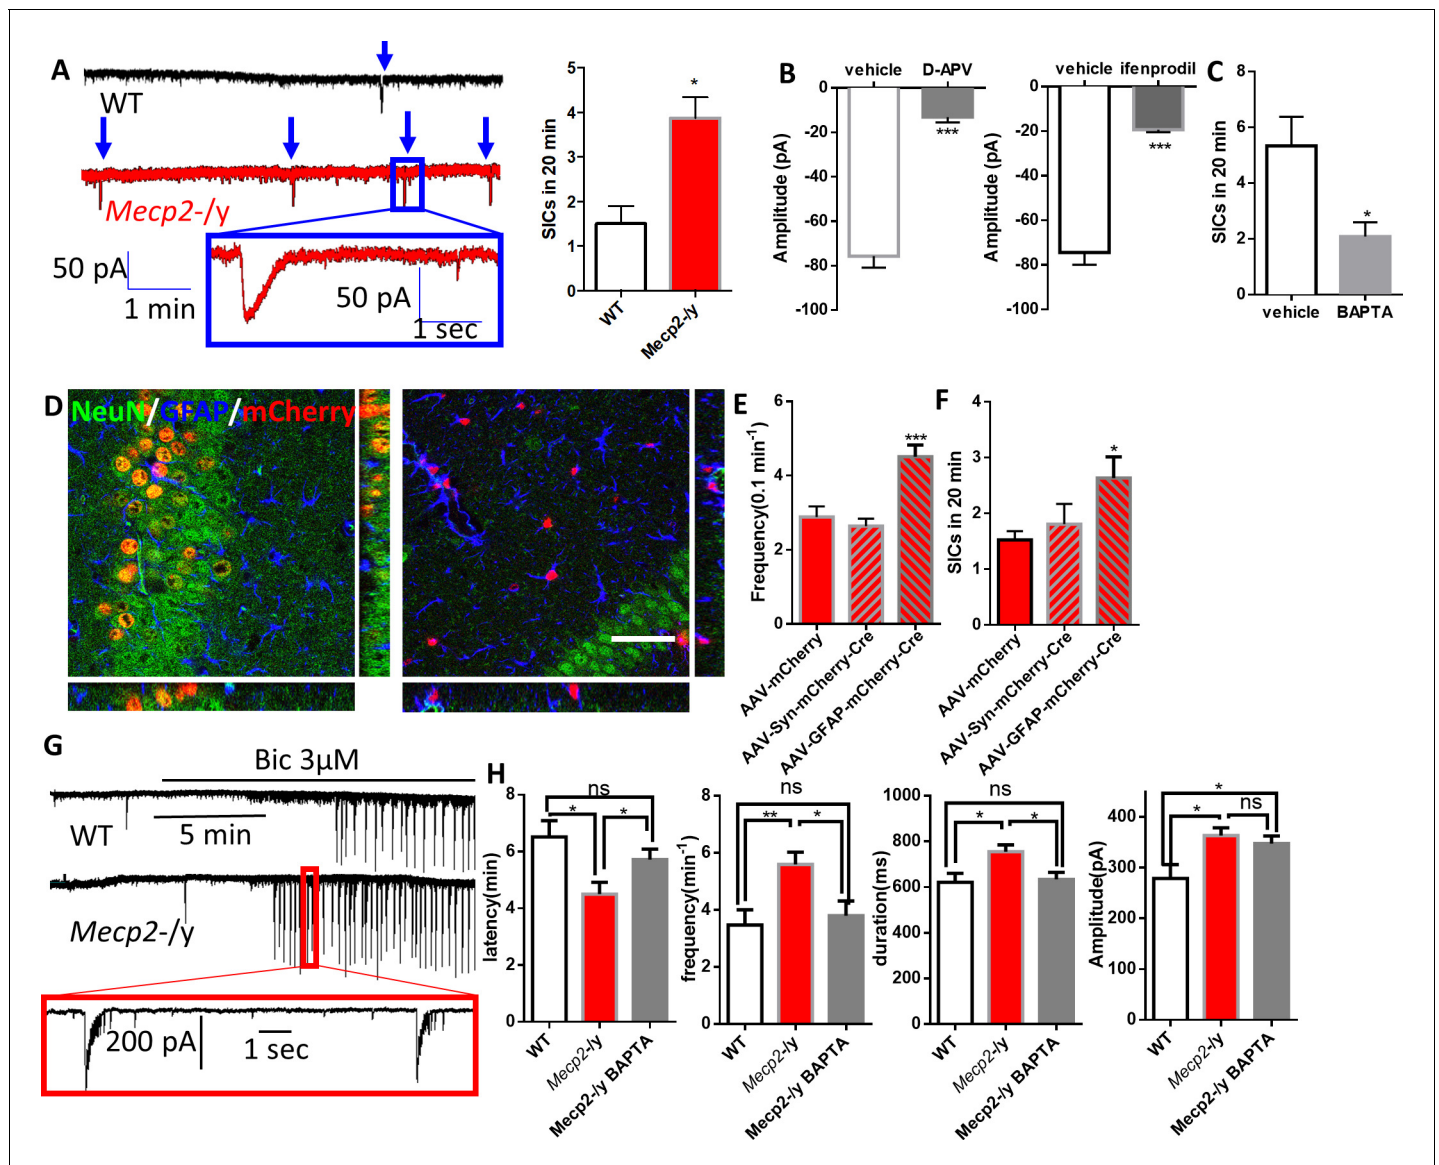 A
WT
Mecp2-/y
50 pA
1 min
50 pA
1 sec
SICs in 20 min
5
4
3
2
1
0
*
WT
Mecp2-/y
B
vehicle D-APV
Amplitude (pA)
0
-20
-40
-60
-80
-100
***
vehicle ifenprodil
Amplitude (pA)
0
-20
-40
-60
-80
-100
***
C
SICs in 20 min
8
6
4
2
0
*
vehicle BAPTA
D
NeuN/GFAP/mCherry
E
Frequency(0.1 min-1)
6
4
2
0
***
AAV-mCherry
AAV-Syn-mCherry-Cre
AAV-GFAP-mCherry-Cre
F
SICs in 20 min
4
3
2
1
0
*
AAV-mCherry
AAV-Syn-mCherry-Cre
AAV-GFAP-mCherry-Cre
G
Bic 3µM
WT
5 min
Mecp2-/y
200 pA
1 sec
H
latency(min)
8
6
4
2
0
ns
* *
WT
Mecp2-/y
Mecp2-/y BAPTA
frequency(min-1)
8
6
4
2
0
ns
** *
WT
Mecp2-/y
Mecp2-/y BAPTA
duration(ms)
1000
800
600
400
200
0
ns
* *
WT
Mecp2-/y
Mecp2-/y BAPTA
Amplitude(pA)
400
300
200
100
0
*
* ns
WT
Mecp2-/y
Mecp2-/y BAPTA